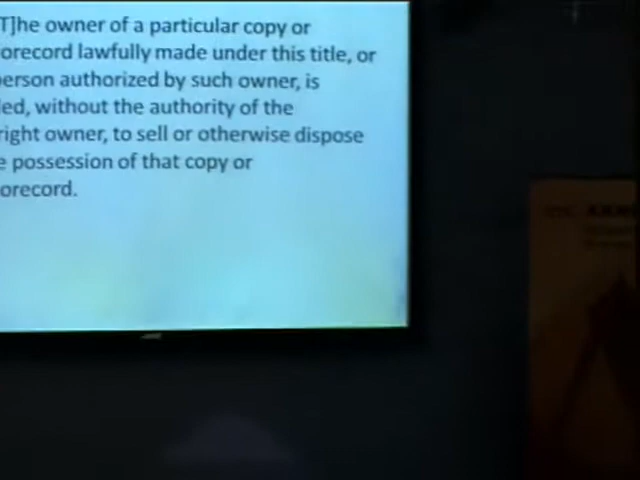 T]he owner of a particular copy or
orecord lawfully made under this title, or
erson authorized by such owner, is
led, without the authority of the
right owner, to sell or otherwise dispose
e possession of that copy or
orecord.